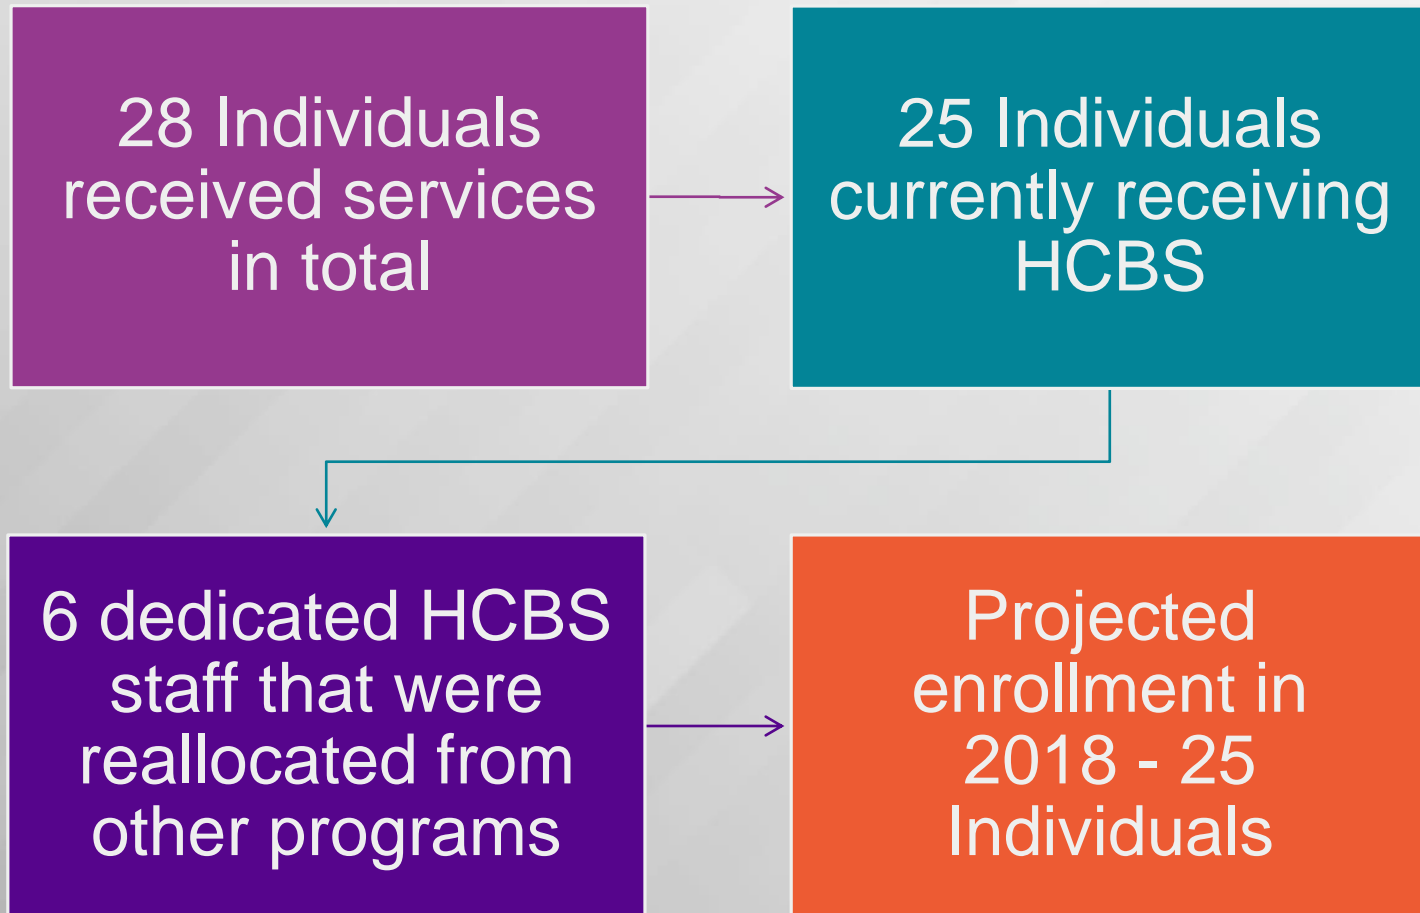 28 Individuals
received services
in total
25 Individuals
currently receiving
HCBS
6 dedicated HCBS
staff that were
reallocated from
other programs
Projected
enrollment in
2018 - 25
Individuals